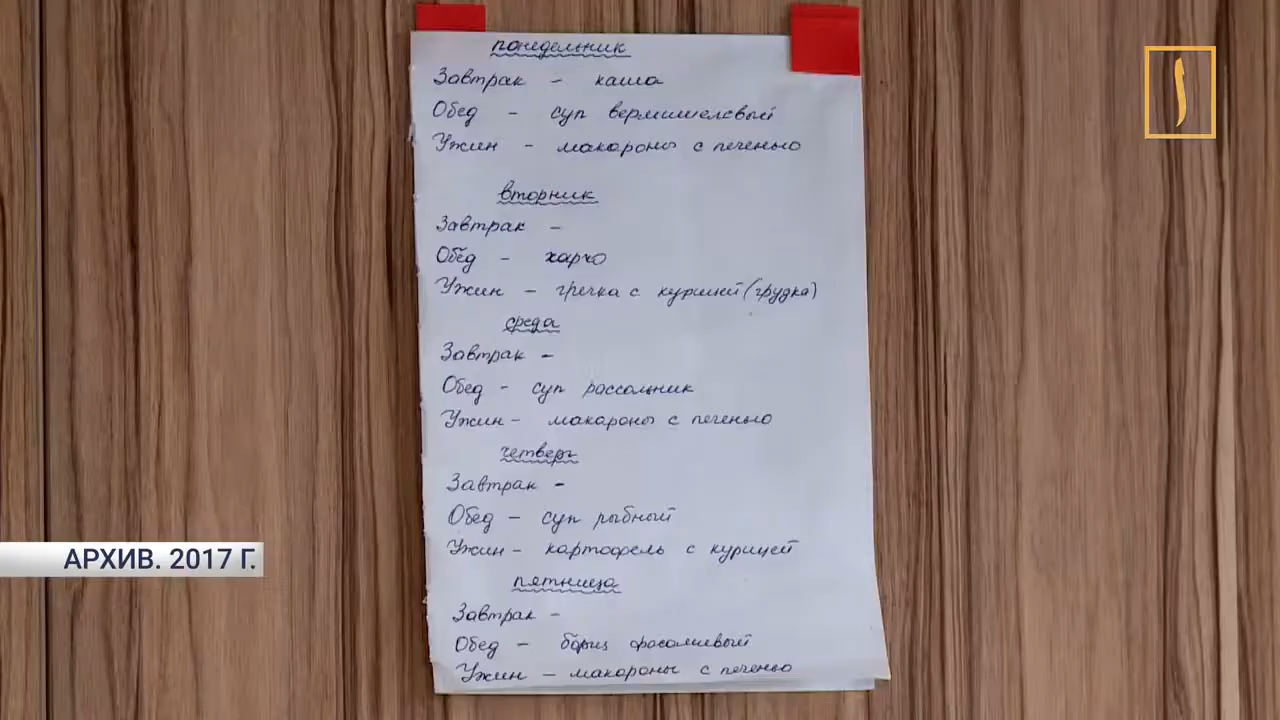 понедельник
Завтрак – каша
Обед – суп вермишелевый
Ужин – макароны с печенью
вторник
Завтрак –
Обед – харчо
Ужин – гречка с курицей (грудка)
среда
Завтрак –
Обед – суп рассольник
Ужин – макароны с печенью
четверг
Завтрак –
Обед – суп рыбный
Ужин – картофель с курицей
пятница
Завтрак –
Обед – борщ фасолиевый
Ужин – макароны с печенью
АРХИВ. 2017 Г.